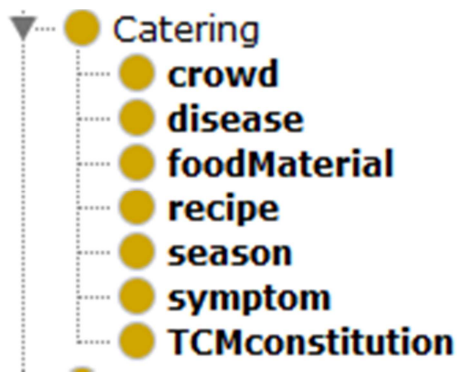 Catering
crowd
disease
foodMaterial
recipe
season
symptom
TCMconstitution